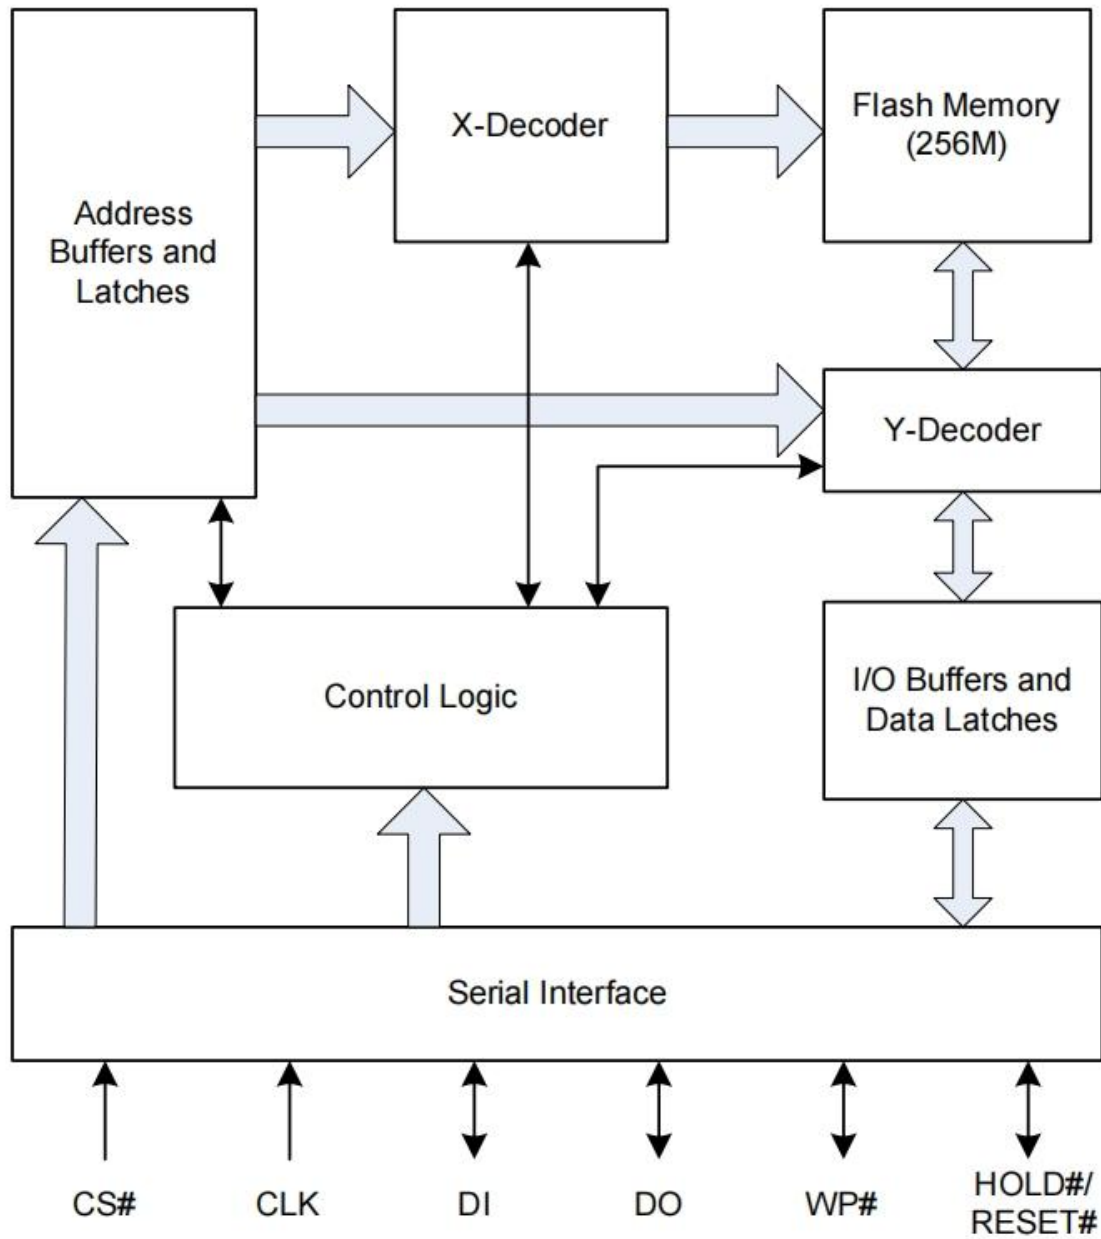 X-Decoder
Flash Memory
(256M)
Address
Buffers and
Latches
Y-Decoder
Control Logic
I/O Buffers and
Data Latches
Serial Interface
CS#
CLK
DI
DO
WP#
HOLD#/
RESET#